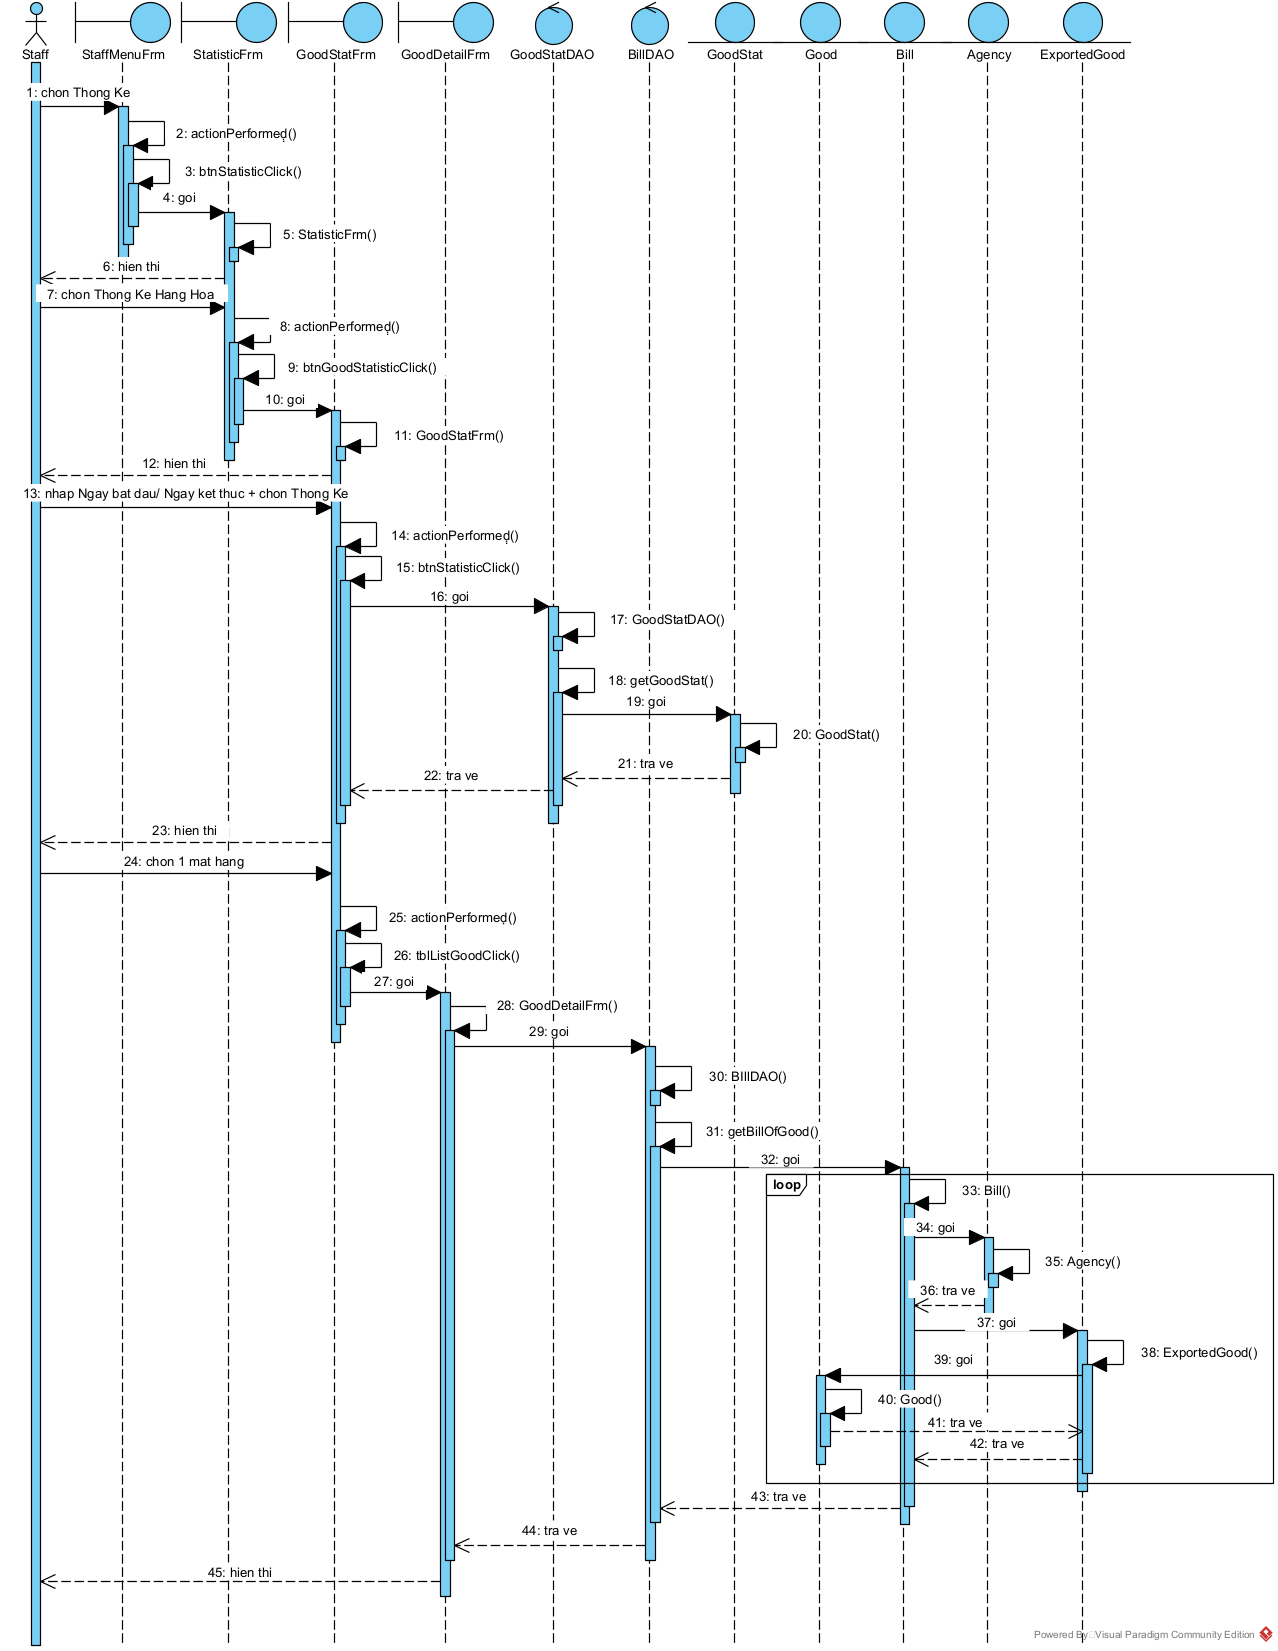 Staff StaffMenuFrm StatisticFrm GoodStatFrm GoodDetailFrm GoodStatDAO BillDAO GoodStat Good Bill Agency ExportedGood
1: chon Thong Ke
2: actionPerformed()
3: btnStatisticClick()
4: goi
5: StatisticFrm()
6: hien thi
7: chon Thong Ke Hang Hoa
8: actionPerformed()
9: btnGoodStatisticClick()
10: goi
11: GoodStatFrm()
12: hien thi
13: nhap Ngay bat dau/ Ngay ket thuc + chon Thong Ke
14: actionPerformed()
15: btnStatisticClick()
16: goi
17: GoodStatDAO()
18: getGoodStat()
19: goi
20: GoodStat()
21: tra ve
22: tra ve
23: hien thi
24: chon 1 mat hang
25: actionPerformed()
26: tblListGoodClick()
27: goi
28: GoodDetailFrm()
29: goi
30: BIllDAO()
31: getBillOfGood()
32: goi
loop
33: Bill()
34: goi
35: Agency()
36: tra ve
37: goi
38: ExportedGood()
39: goi
40: Good()
41: tra ve
42: tra ve
43: tra ve
44: tra ve
45: hien thi
Powered By Visual Paradigm Community Edition